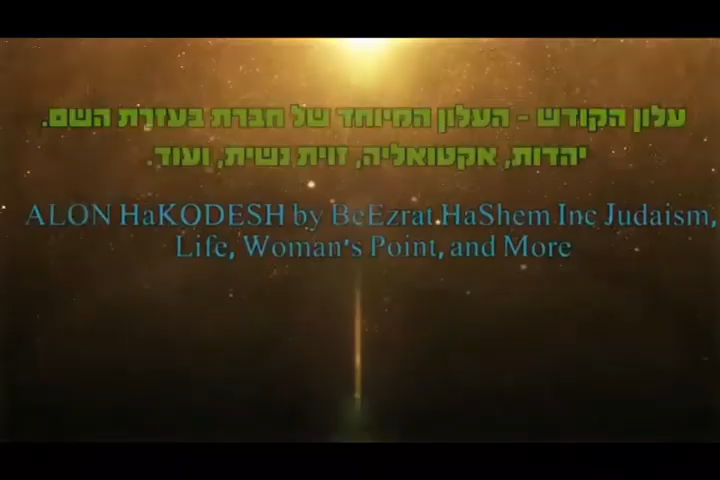 עלון הקודש - העלון המיוחד של חברת בעזרת השם.
יהדות, אקטואליה, זוית נשית, ועוד.
ALON HaKODESH by BeEzrat HaShem Inc Judaism,
Life, Woman's Point, and More